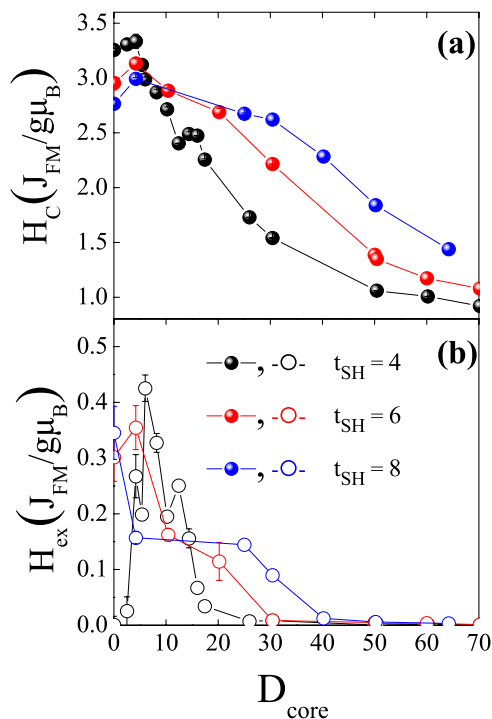 (a)
3.5
3.0
2.5
2.0
1.5
1.0
H_C (J_FM/gμ_B)
(b)
, t_SH = 4
, t_SH = 6
, t_SH = 8
0.5
0.4
0.3
0.2
0.1
0.0
H_ex (J_FM/gμ_B)
0 10 20 30 40 50 60 70
D_core